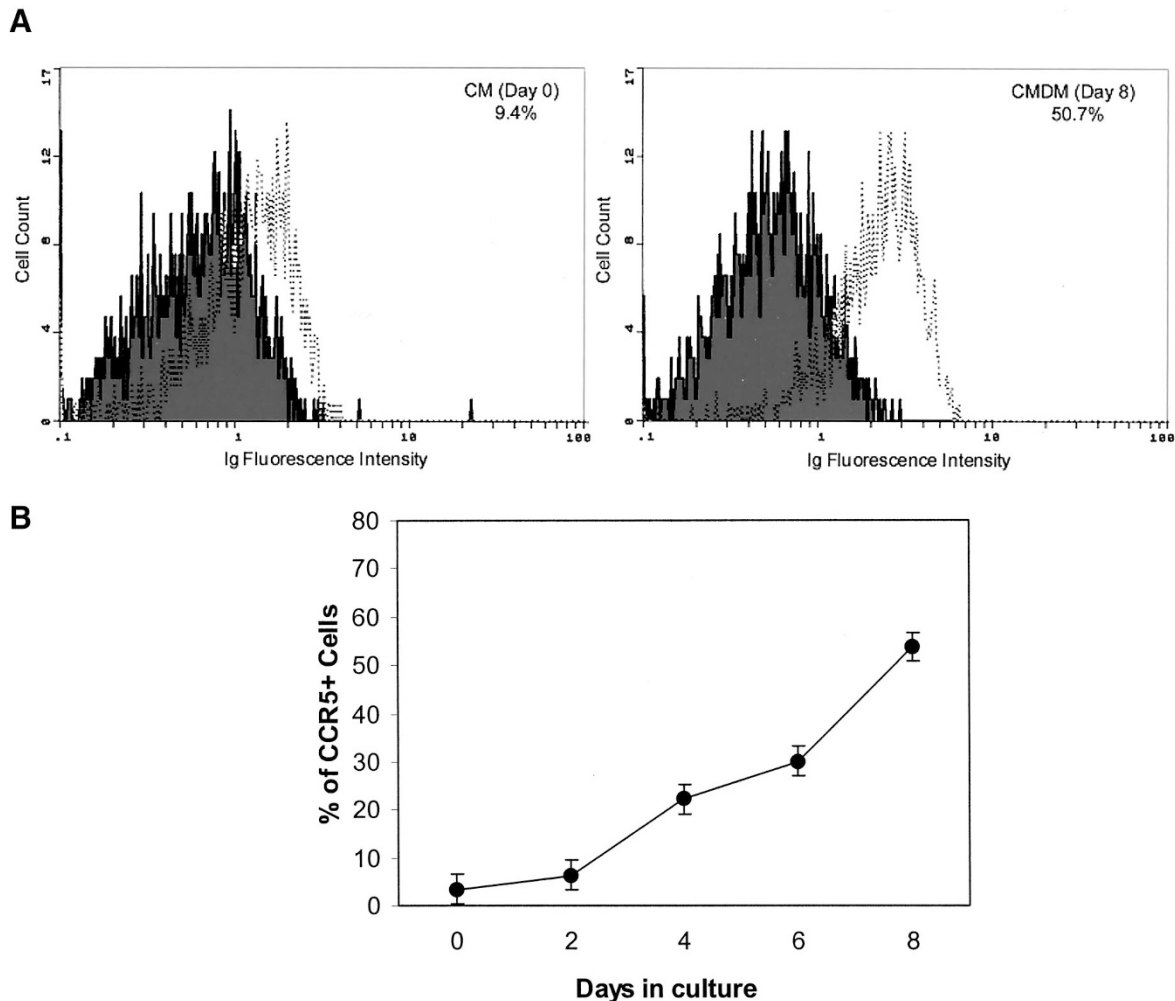 A
17
12
8
4
0
Cell Count
CM (Day 0)
9.4%
.1
1
10
100
lg Fluorescence Intensity
17
12
8
4
0
Cell Count
CMDM (Day 8)
50.7%
.1
1
10
100
lg Fluorescence Intensity
B
80
70
60
50
40
30
20
10
0
% of CCR5+ Cells
0 2 4 6 8
Days in culture